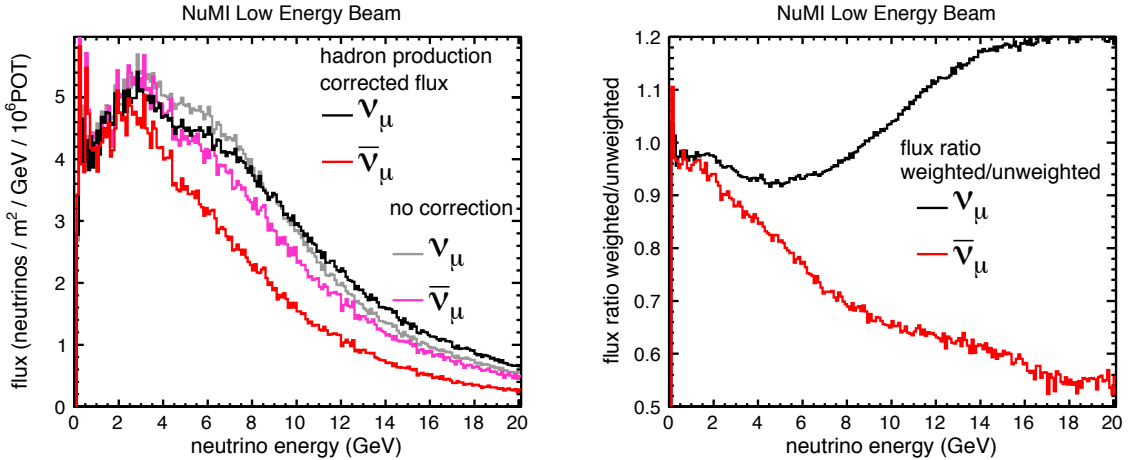 NuMI Low Energy Beam
flux (neutrinos / m² / GeV / 10⁶POT)
5
4
3
2
1
0
hadron production
corrected flux
νμ
ν̅μ
no correction
νμ
ν̅μ
0 2 4 6 8 10 12 14 16 18 20
neutrino energy (GeV)
NuMI Low Energy Beam
flux ratio weighted/unweighted
1.2
1.1
1.0
0.9
0.8
0.7
0.6
0.5
flux ratio
weighted/unweighted
νμ
ν̅μ
0 2 4 6 8 10 12 14 16 18 20
neutrino energy (GeV)